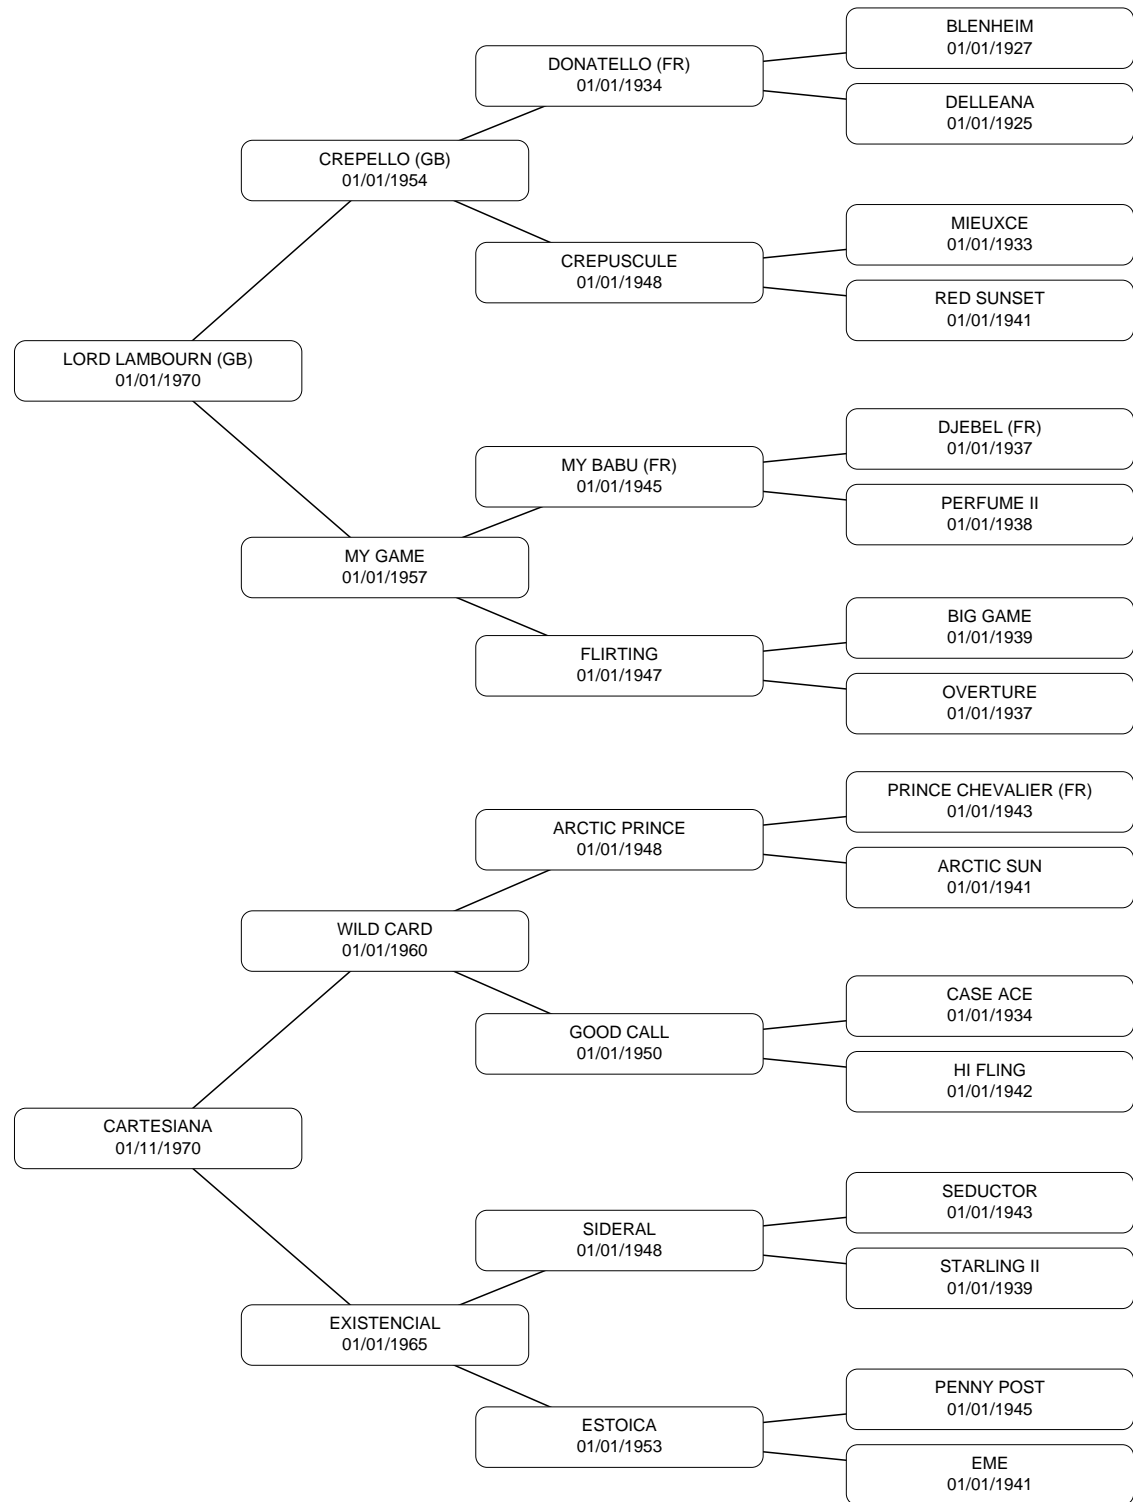 BLENHEIM
01/01/1927
DONATELLO (FR)
01/01/1934
DELLEANA
01/01/1925
CREPELLO (GB)
01/01/1954
MIEUXCE
01/01/1933
CREPUSCULE
01/01/1948
RED SUNSET
01/01/1941
LORD LAMBOURN (GB)
01/01/1970
DJEBEL (FR)
01/01/1937
MY BABU (FR)
01/01/1945
PERFUME II
01/01/1938
MY GAME
01/01/1957
BIG GAME
01/01/1939
FLIRTING
01/01/1947
OVERTURE
01/01/1937
PRINCE CHEVALIER (FR)
01/01/1943
ARCTIC PRINCE
01/01/1948
ARCTIC SUN
01/01/1941
WILD CARD
01/01/1960
CASE ACE
01/01/1934
GOOD CALL
01/01/1950
HI FLING
01/01/1942
CARTESIANA
01/11/1970
SEDUCTOR
01/01/1943
SIDERAL
01/01/1948
STARLING II
01/01/1939
EXISTENCIAL
01/01/1965
PENNY POST
01/01/1945
ESTOICA
01/01/1953
EME
01/01/1941